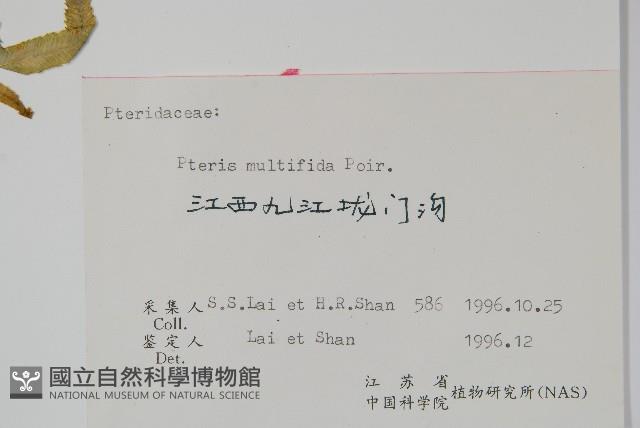 Pteridaceae:
Pteris multifida Poir.
江西九江垅门沟
采集人 S.S.Lai et H.R.Shan 586 1996.10.25
Coll.
鉴定人 Lai et Shan 1996.12
Det.
江苏省
中国科学院 植物研究所(NAS)
國立自然科學博物館
NATIONAL MUSEUM OF NATURAL SCIENCE